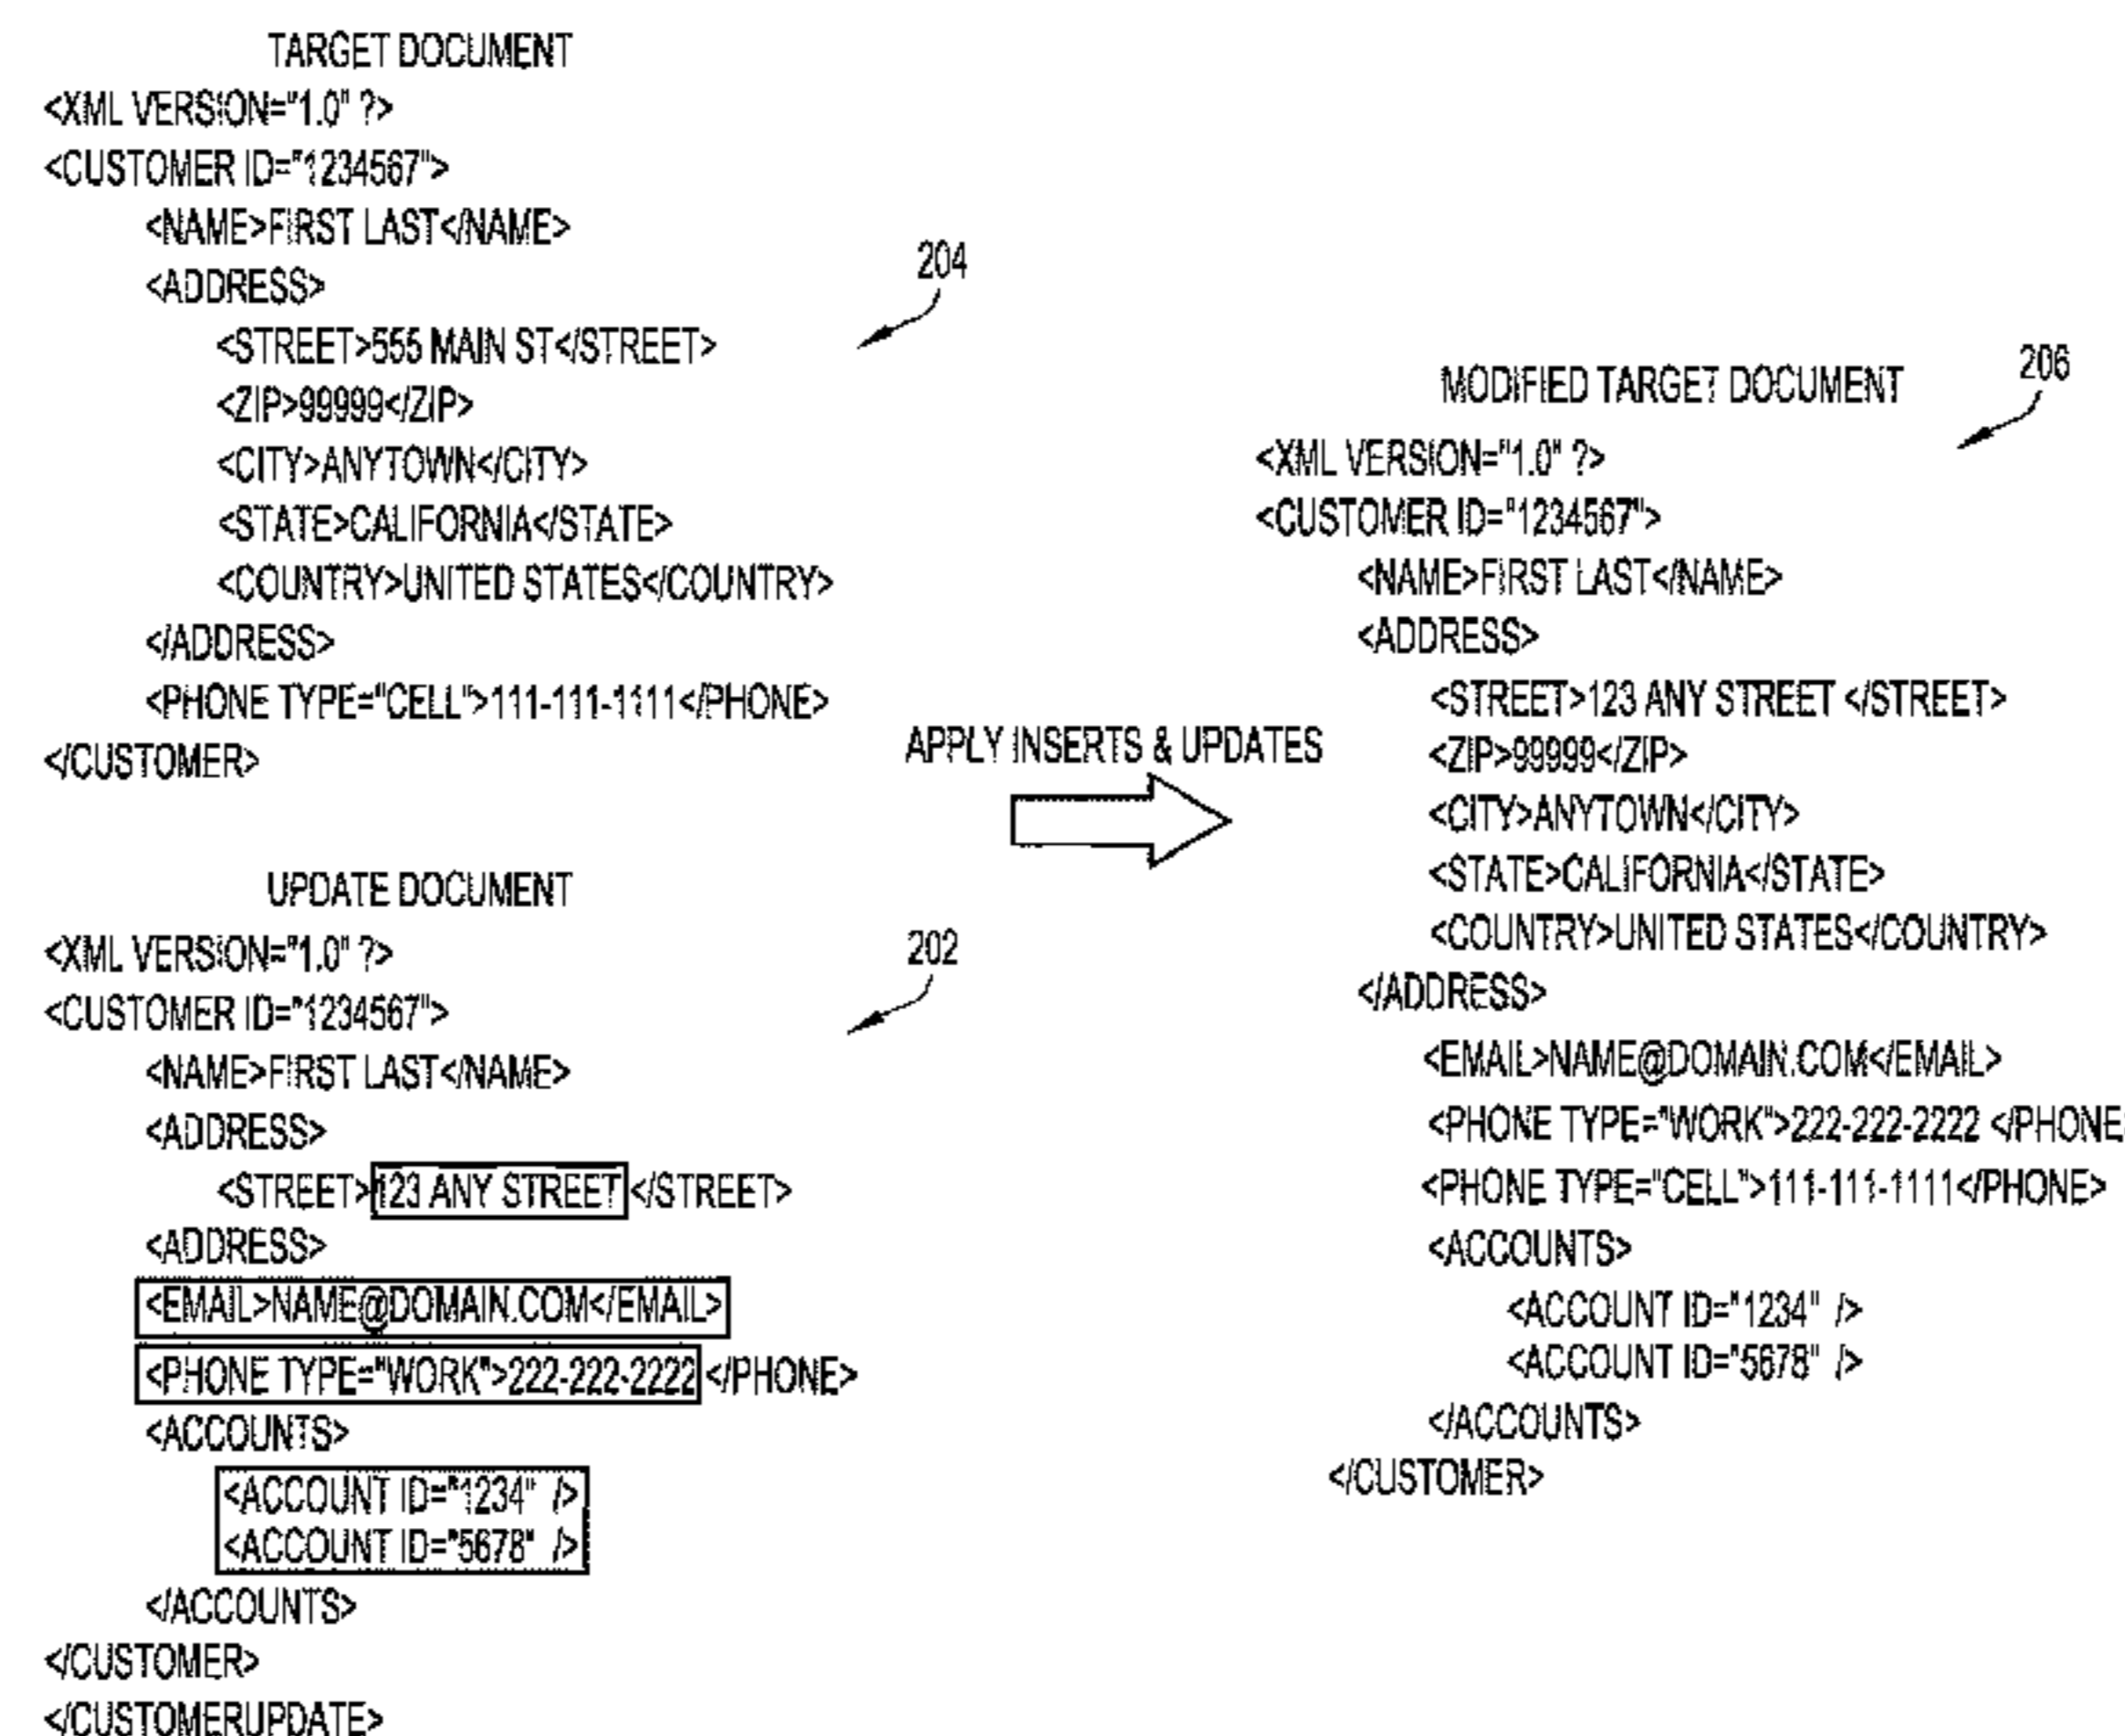 TARGET DOCUMENT
<XML VERSION="1.0" ?>
<CUSTOMER ID="1234567">
<NAME>FIRST LAST</NAME>
<ADDRESS>
204
<STREET>555 MAIN ST</STREET>
<ZIP>99999</ZIP>
<CITY>ANYTOWN</CITY>
<STATE>CALIFORNIA</STATE>
<COUNTRY>UNITED STATES</COUNTRY>
</ADDRESS>
<PHONE TYPE="CELL">111-111-1111</PHONE>
</CUSTOMER>
UPDATE DOCUMENT
<XML VERSION="1.0" ?>
202
<CUSTOMER ID="1234567">
<NAME>FIRST LAST</NAME>
<ADDRESS>
<STREET>123 ANY STREET </STREET>
<ADDRESS>
<EMAIL>NAME@DOMAIN.COM</EMAIL>
<PHONE TYPE="WORK">222-222-2222 </PHONE>
<ACCOUNTS>
<ACCOUNT ID="1234" />
<ACCOUNT ID="5678" />
</ACCOUNTS>
</CUSTOMER>
</CUSTOMERUPDATE>
APPLY INSERTS & UPDATES
206
MODIFIED TARGET DOCUMENT
<XML VERSION="1.0" ?>
<CUSTOMER ID="1234567">
<NAME>FIRST LAST</NAME>
<ADDRESS>
<STREET>123 ANY STREET </STREET>
<ZIP>99999</ZIP>
<CITY>ANYTOWN</CITY>
<STATE>CALIFORNIA</STATE>
<COUNTRY>UNITED STATES</COUNTRY>
</ADDRESS>
<EMAIL>NAME@DOMAIN.COM</EMAIL>
<PHONE TYPE="WORK">222-222-2222 </PHONE
<PHONE TYPE="CELL">111-111-1111</PHONE>
<ACCOUNTS>
<ACCOUNT ID="1234" />
<ACCOUNT ID="5678" />
</ACCOUNTS>
</CUSTOMER>